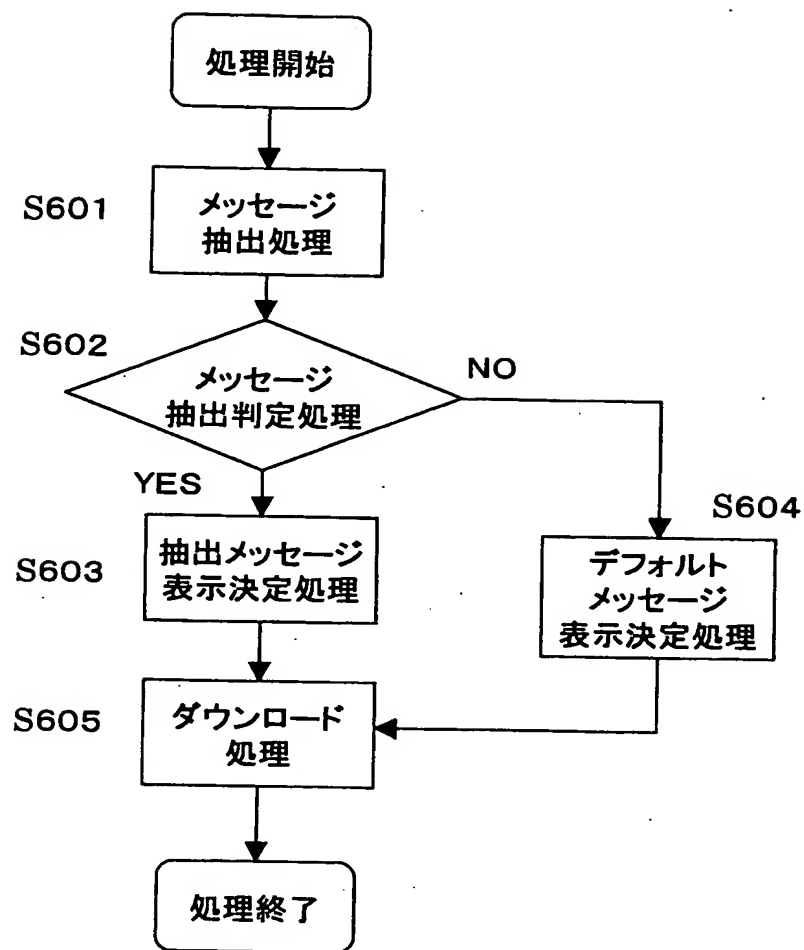 処理開始
S601
メッセージ
抽出処理
S602
メッセージ
抽出判定処理
NO
YES
S603
抽出メッセージ
表示決定処理
S604
デフォルト
メッセージ
表示決定処理
S605
ダウンロード
処理
処理終了